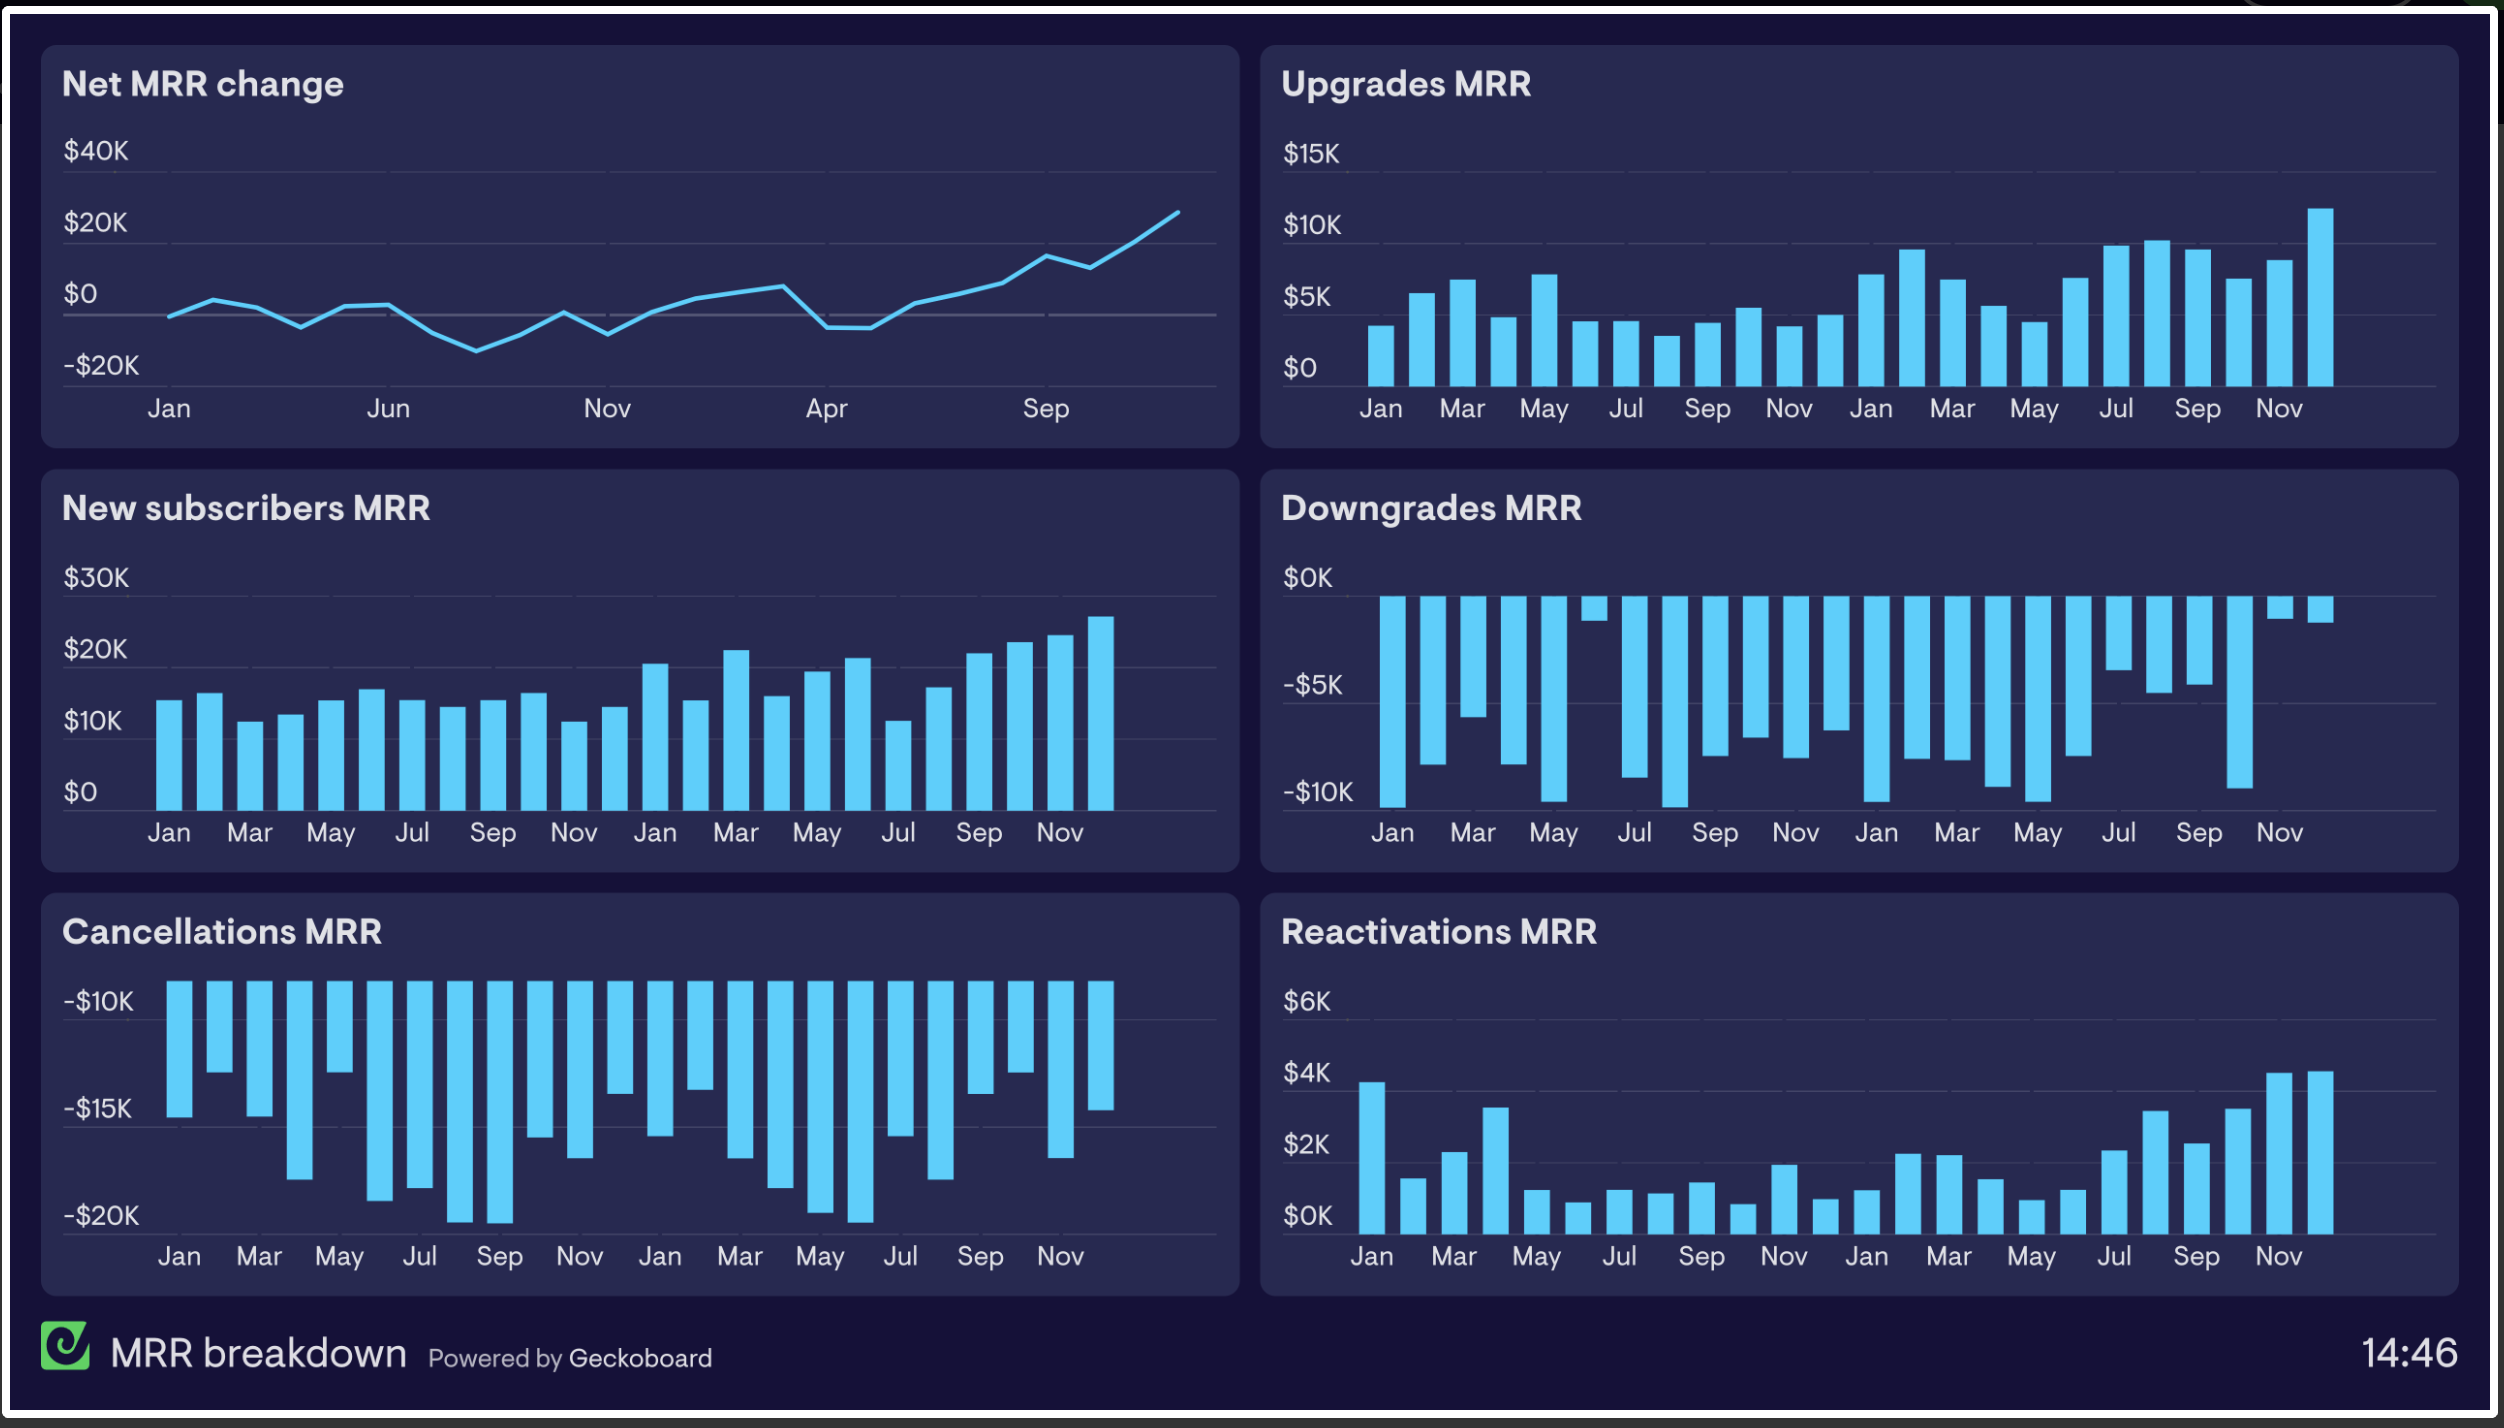 Net MRR change
$40K
$20K
$0
-$20K
Jan Jun Nov Apr Sep
Upgrades MRR
$15K
$10K
$5K
$0
Jan Mar May Jul Sep Nov Jan Mar May Jul Sep Nov
New subscribers MRR
$30K
$20K
$10K
$0
Jan Mar May Jul Sep Nov Jan Mar May Jul Sep Nov
Downgrades MRR
$0K
-$5K
-$10K
Jan Mar May Jul Sep Nov Jan Mar May Jul Sep Nov
Cancellations MRR
-$10K
-$15K
-$20K
Jan Mar May Jul Sep Nov Jan Mar May Jul Sep Nov
Reactivations MRR
$6K
$4K
$2K
$0K
Jan Mar May Jul Sep Nov Jan Mar May Jul Sep Nov
MRR breakdown Powered by Geckoboard
14:46